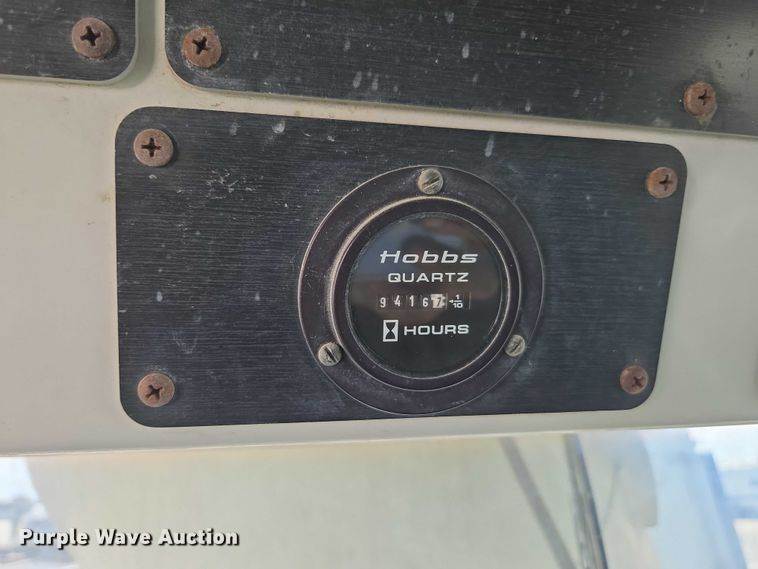 Hobbs
QUARTZ
94167 1/10
HOURS
Purple Wave Auction